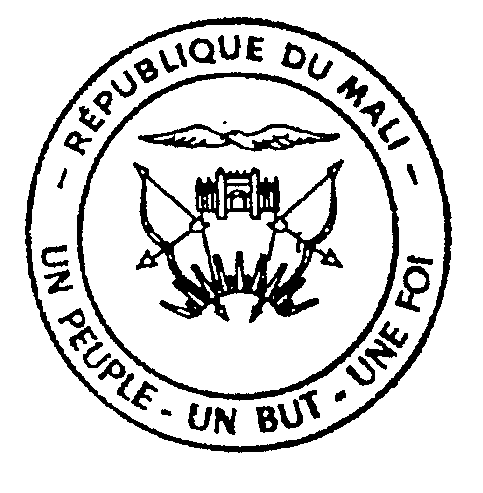 – RÉPUBLIQUE DU MALI –
UN PEUPLE - UN BUT - UNE FOI